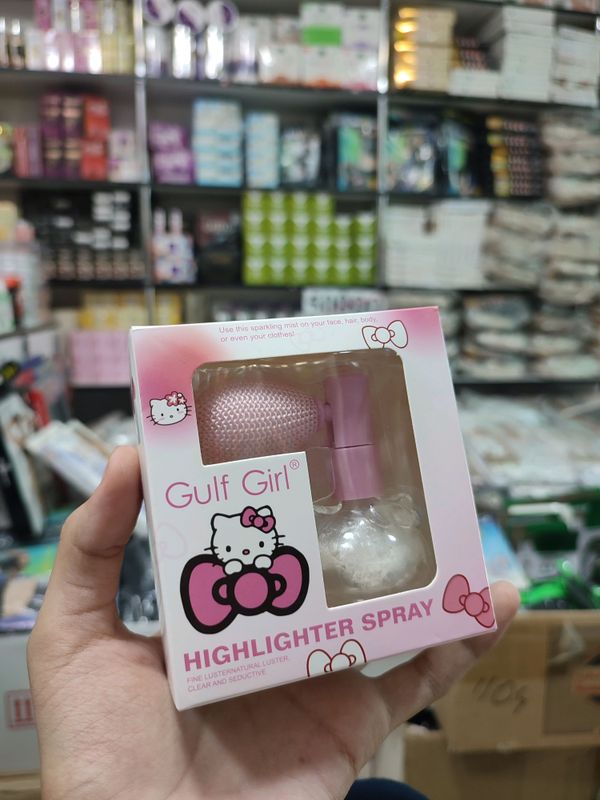 Use this sparkling mist on your face, hair, body,
or even your clothes!
Gulf Girl®
HIGHLIGHTER SPRAY
FINE LUSTERNATURAL LUSTER,
CLEAR AND SEDUCTIVE